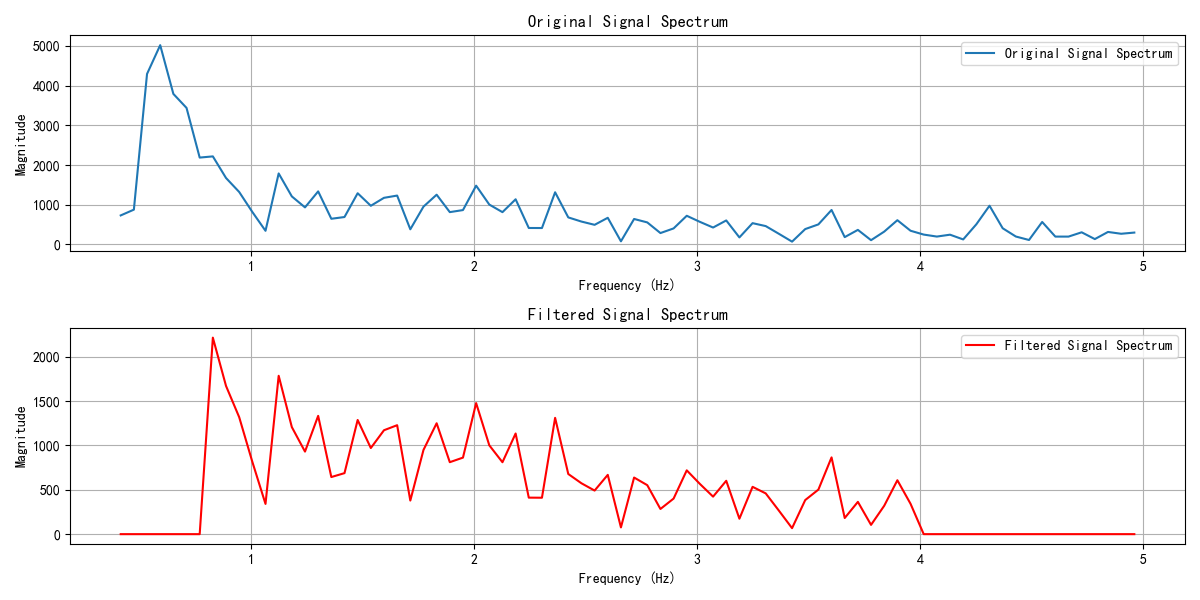 Original Signal Spectrum
Original Signal Spectrum
5000
4000
3000
2000
1000
0
Magnitude
1 2 3 4 5
Frequency (Hz)
Filtered Signal Spectrum
Filtered Signal Spectrum
2000
1500
1000
500
0
Magnitude
1 2 3 4 5
Frequency (Hz)